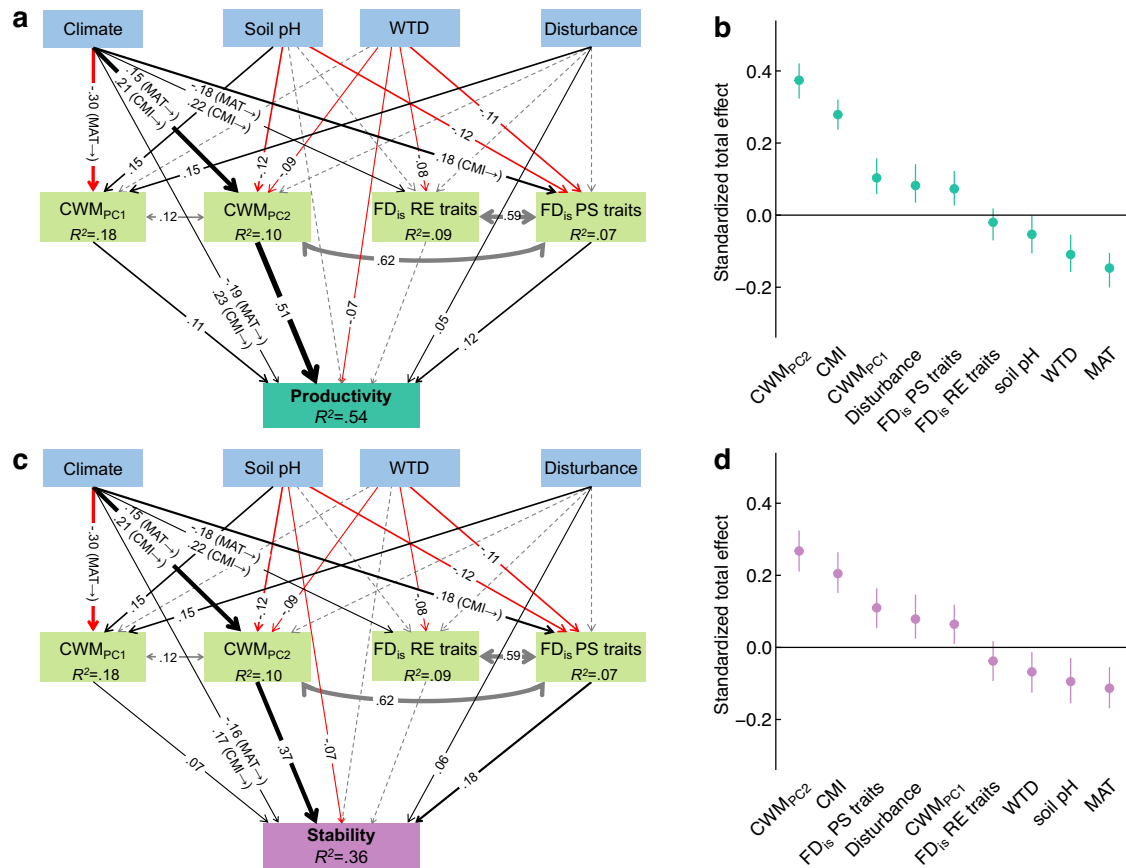 a
Climate
Soil pH
WTD
Disturbance
-.30 (MAT→)
.15 (MAT→)
.21 (CMI→)
-.18 (MAT→)
.22 (CMI→)
.18 (CMI→)
-.12
-.11
.15
.15
-.12
-.09
-.08
CWMPC1
R²=.18
.12
CWMPC2
R²=.10
FDis RE traits
R²=.09
.59
FDis PS traits
R²=.07
.62
.11
-.19 (MAT→)
.23 (CMI→)
.51
-.07
.05
.12
Productivity
R²=.54
b
Standardized total effect
0.4
0.2
0.0
−0.2
CWMPC2
CMI
CWMPC1
Disturbance
FDis PS traits
FDis RE traits
soil pH
WTD
MAT
c
Climate
Soil pH
WTD
Disturbance
-.30 (MAT→)
.15 (MAT→)
.21 (CMI→)
-.18 (MAT→)
.22 (CMI→)
.18 (CMI→)
-.12
-.11
.15
.15
-.12
-.09
-.08
CWMPC1
R²=.18
.12
CWMPC2
R²=.10
FDis RE traits
R²=.09
.59
FDis PS traits
R²=.07
.62
.07
-.16 (MAT→)
.17 (CMI→)
.37
-.07
.06
.18
Stability
R²=.36
d
Standardized total effect
0.4
0.2
0.0
−0.2
CWMPC2
CMI
FDis PS traits
Disturbance
CWMPC1
FDis RE traits
WTD
soil pH
MAT